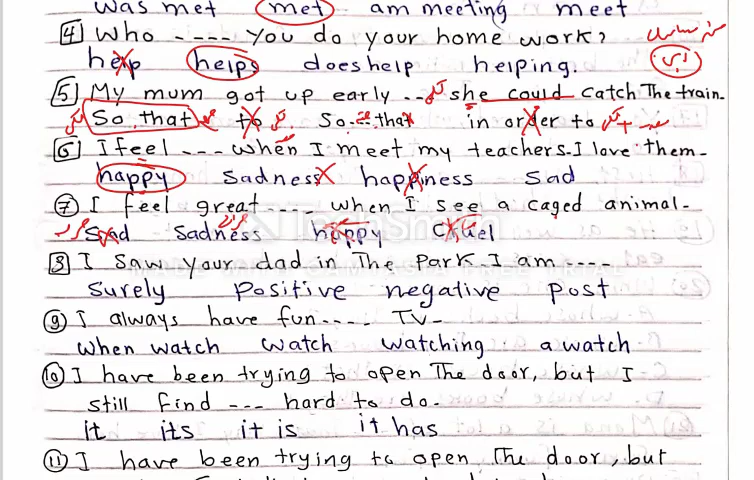 was met met am meeting meet
4 Who ---- you do your home work?
help helps does help helping.
5 My mum got up early --- she could catch The train.
So that to So --- that in order to
6 I feel --- when I meet my teachers. I love them-
happy Sadness happiness Sad
7 I feel great ---- when I see a caged animal-
Sad Sadness happy cruel
8 I Saw your dad in The Park. I am ----
Surely Positive negative post
9 I always have fun ---- TV-
when watch watch watching a watch
10 I have been trying to open The door, but I
still find --- hard to do.
it its it is it has
11 I have been trying to open The door, but